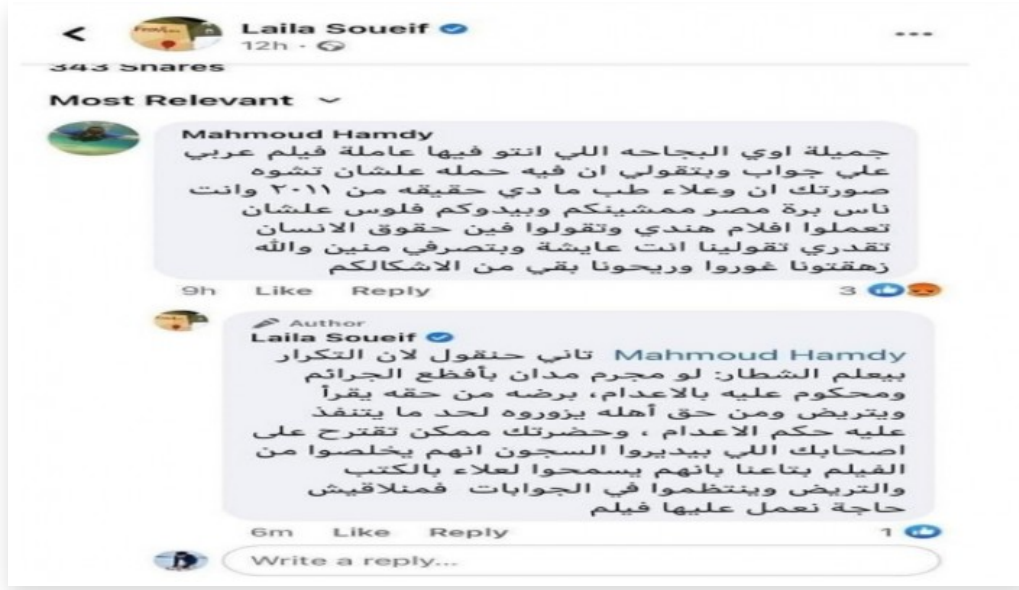 Laila Soueif
12h
343 Shares
Most Relevant
Mahmoud Hamdy
جميلة اوي البجاحه اللي انتو فيها عاملة فيلم عربي
علي جواب وبتقولي ان فيه حمله علشان تشوه
صورتك ان وعلاء طب ما دي حقيقه من ٢٠١١ وانت
ناس برة مصر ممشينكم وبيدوكم فلوس علشان
تعملوا افلام هندي وتقولوا فين حقوق الانسان
تقدري تقولينا انت عايشة وبتصرفي منين والله
زهقتونا غوروا وريحونا بقي من الاشكالكم
9h Like Reply 3
Author
Laila Soueif
Mahmoud Hamdy تاني حنقول لان التكرار
بيعلم الشطار: لو مجرم مدان بأفظع الجرائم
ومحكوم عليه بالاعدام، برضه من حقه يقرأ
ويتريض ومن حق أهله يزوروه لحد ما يتنفذ
عليه حكم الاعدام ، وحضرتك ممكن تقترح على
اصحابك اللي بيديروا السجون انهم يخلصوا من
الفيلم بتاعنا بانهم يسمحوا لعلاء بالكتب
والتريض وينتظموا في الجوابات فمنلاقيش
حاجة نعمل عليها فيلم
6m Like Reply 1
Write a reply...